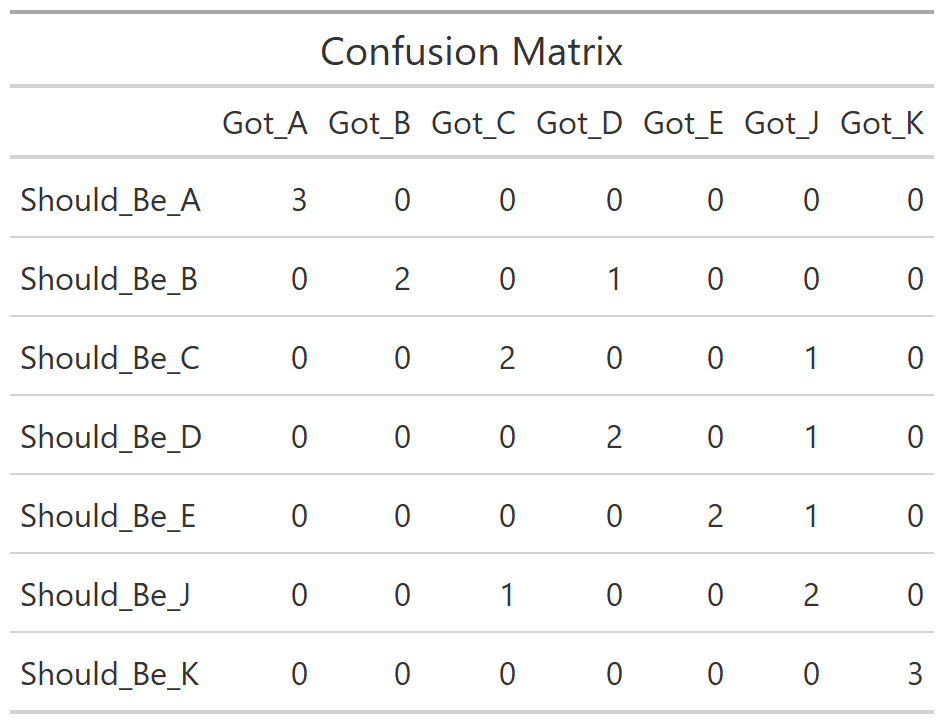 Confusion Matrix
Got_A Got_B Got_C Got_D Got_E Got_J Got_K
Should_Be_A 3 0 0 0 0 0 0
Should_Be_B 0 2 0 1 0 0 0
Should_Be_C 0 0 2 0 0 1 0
Should_Be_D 0 0 0 2 0 1 0
Should_Be_E 0 0 0 0 2 1 0
Should_Be_J 0 0 1 0 0 2 0
Should_Be_K 0 0 0 0 0 0 3